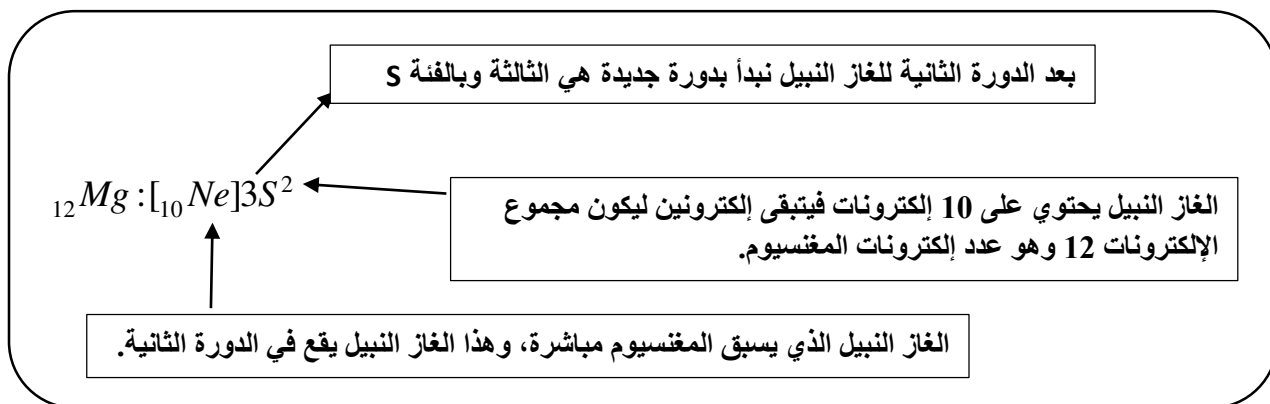 بعد الدورة الثانية للغاز النبيل نبدأ بدورة جديدة هي الثالثة وبالفئة S
₁₂Mg:[₁₀Ne]3S²
الغاز النبيل يحتوي على 10 إلكترونات فيتبقى إلكترونين ليكون مجموع
الإلكترونات 12 وهو عدد إلكترونات المغنسيوم.
الغاز النبيل الذي يسبق المغنسيوم مباشرة، وهذا الغاز النبيل يقع في الدورة الثانية.